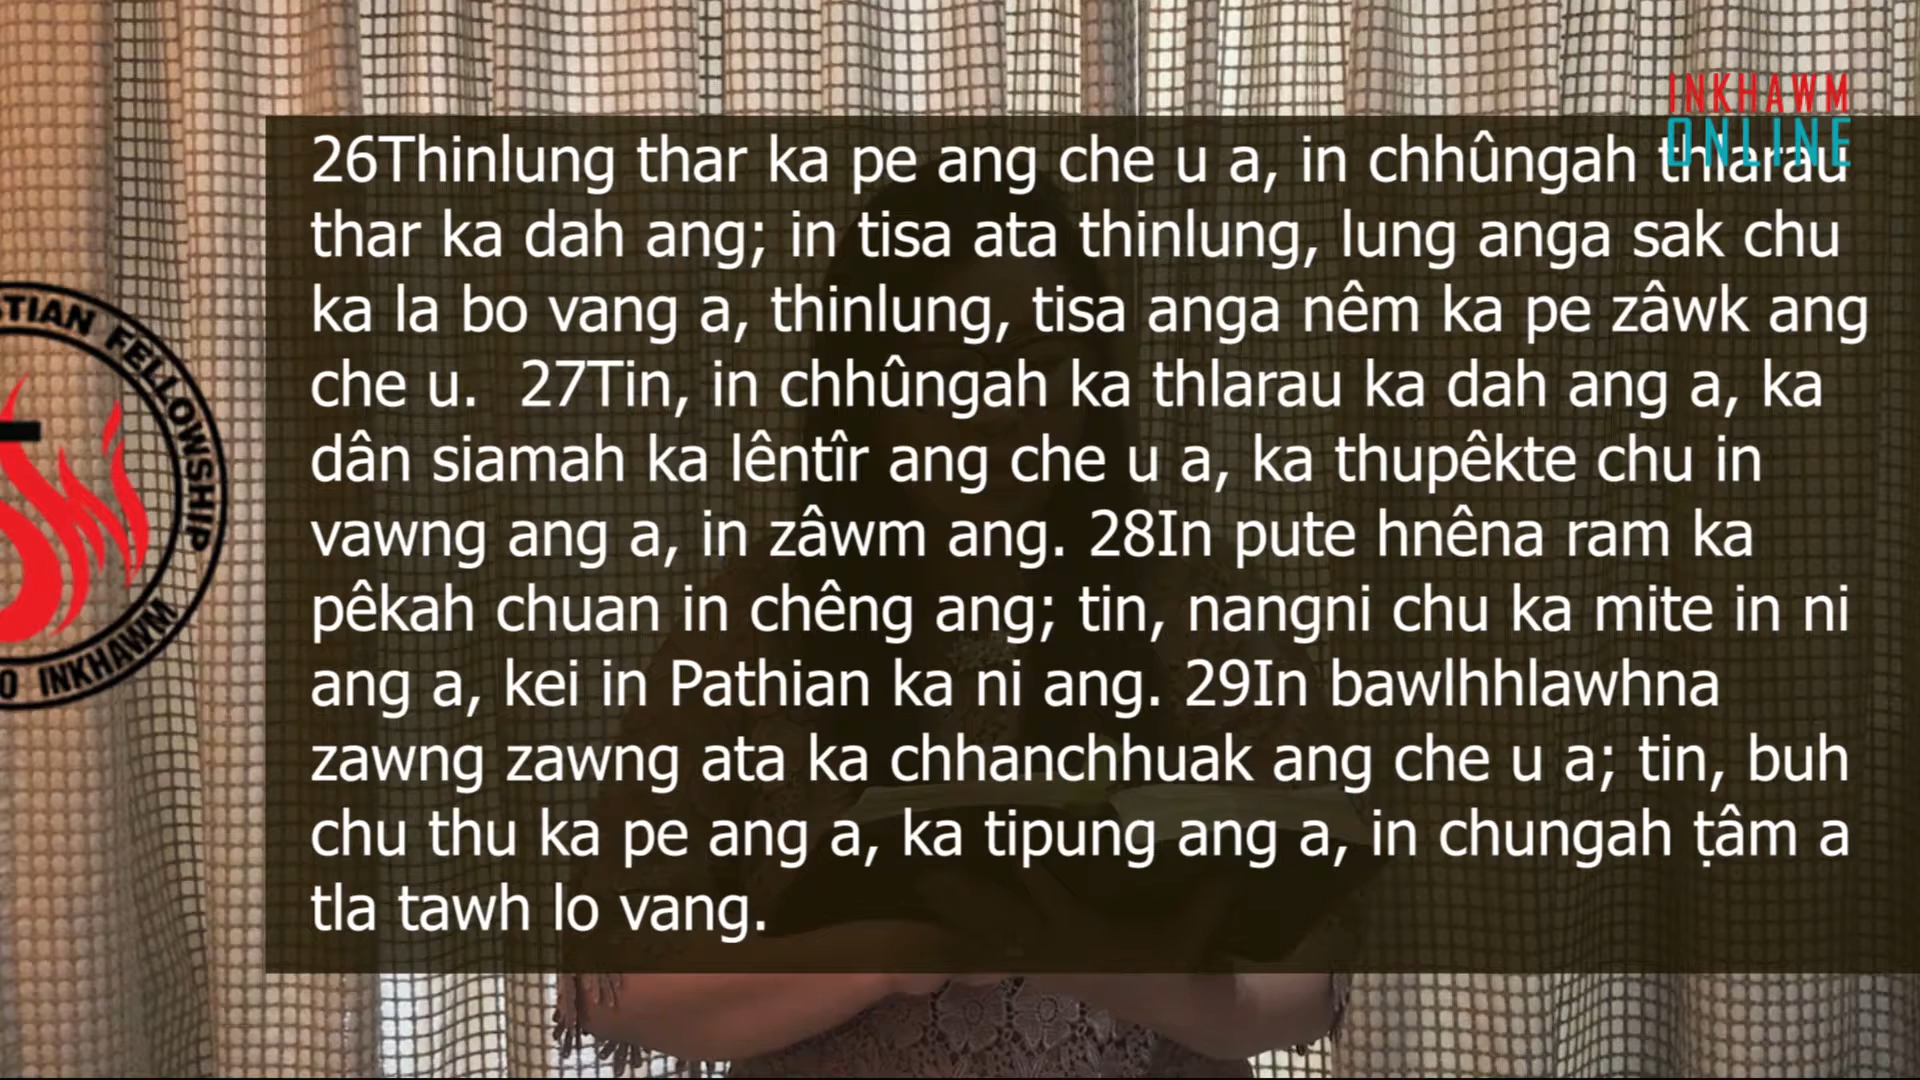 INKHAWM
ONLINE
26Thinlung thar ka pe ang che u a, in chhûngah thlarau
thar ka dah ang; in tisa ata thinlung, lung anga sak chu
ka la bo vang a, thinlung, tisa anga nêm ka pe zâwk ang
che u.  27Tin, in chhûngah ka thlarau ka dah ang a, ka
dân siamah ka lêntîr ang che u a, ka thupêkte chu in
vawng ang a, in zâwm ang. 28In pute hnêna ram ka
pêkah chuan in chêng ang; tin, nangni chu ka mite in ni
ang a, kei in Pathian ka ni ang. 29In bawlhhlawhna
zawng zawng ata ka chhanchhuak ang che u a; tin, buh
chu thu ka pe ang a, ka tipung ang a, in chungah ṭâm a
tla tawh lo vang.
TIAN FELLOWSHIP
O INKHAWM